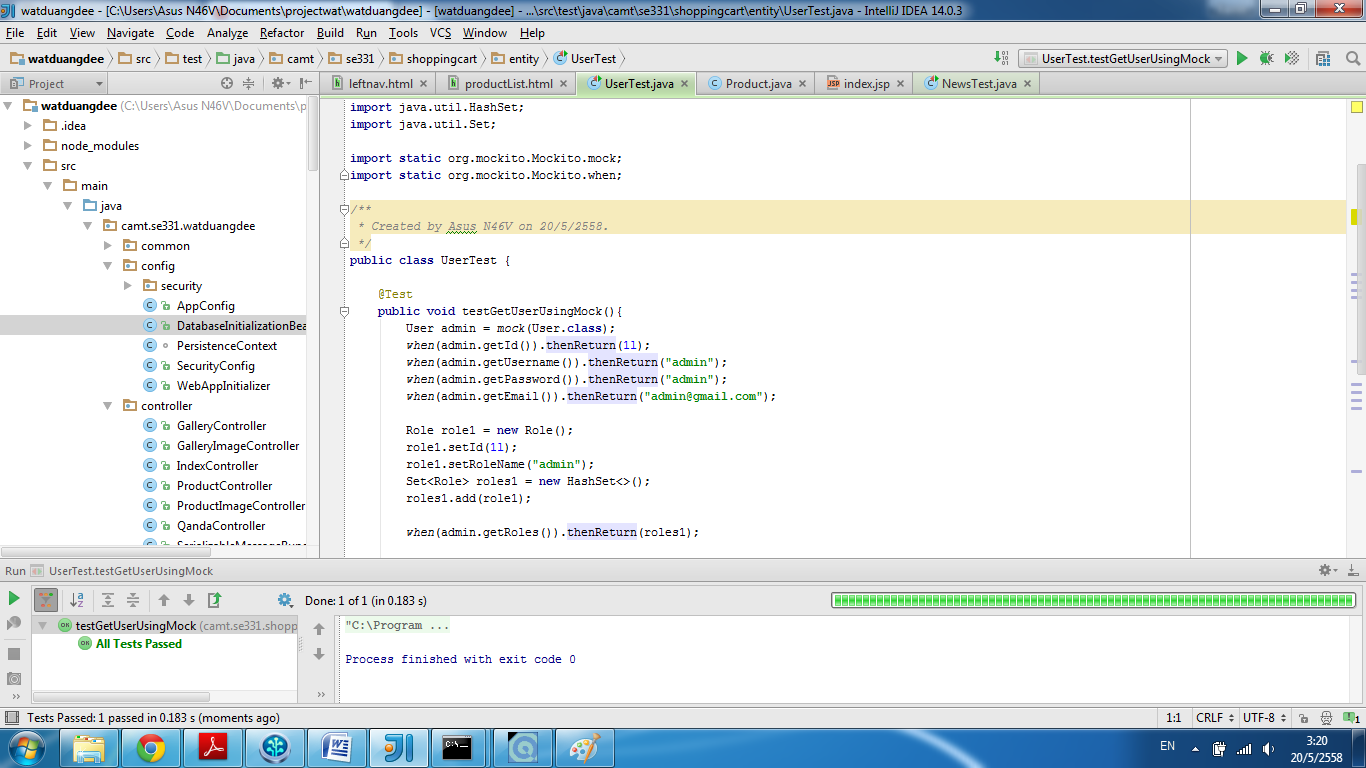 watduangdee - [C:\Users\Asus N46V\Documents\projectwat\watduangdee] - [watduangdee] - ...\src\test\java\camt\se331\shoppingcart\entity\UserTest.java - IntelliJ IDEA 14.0.3
File Edit View Navigate Code Analyze Refactor Build Run Tools VCS Window Help
watduangdee src test java camt se331 shoppingcart entity UserTest
UserTest.testGetUserUsingMock
Project
leftnav.html productList.html UserTest.java Product.java index.jsp NewsTest.java
watduangdee (C:\Users\Asus N46V\Documents\p
.idea
node_modules
src
main
java
camt.se331.watduangdee
common
config
security
AppConfig
DatabaseInitializationBea
PersistenceContext
SecurityConfig
WebAppInitializer
controller
GalleryController
GalleryImageController
IndexController
ProductController
ProductImageController
QandaController
import java.util.HashSet;
import java.util.Set;
import static org.mockito.Mockito.mock;
import static org.mockito.Mockito.when;
/**
* Created by Asus N46V on 20/5/2558.
*/
public class UserTest {
@Test
public void testGetUserUsingMock(){
User admin = mock(User.class);
when(admin.getId()).thenReturn(1l);
when(admin.getUsername()).thenReturn("admin");
when(admin.getPassword()).thenReturn("admin");
when(admin.getEmail()).thenReturn("admin@gmail.com");
Role role1 = new Role();
role1.setId(1l);
role1.setRoleName("admin");
Set<Role> roles1 = new HashSet<>();
roles1.add(role1);
when(admin.getRoles()).thenReturn(roles1);
Run UserTest.testGetUserUsingMock
Done: 1 of 1 (in 0.183 s)
testGetUserUsingMock (camt.se331.shopp
All Tests Passed
"C:\Program ...
Process finished with exit code 0
Tests Passed: 1 passed in 0.183 s (moments ago)
1:1 CRLF UTF-8
EN
3:20
20/5/2558